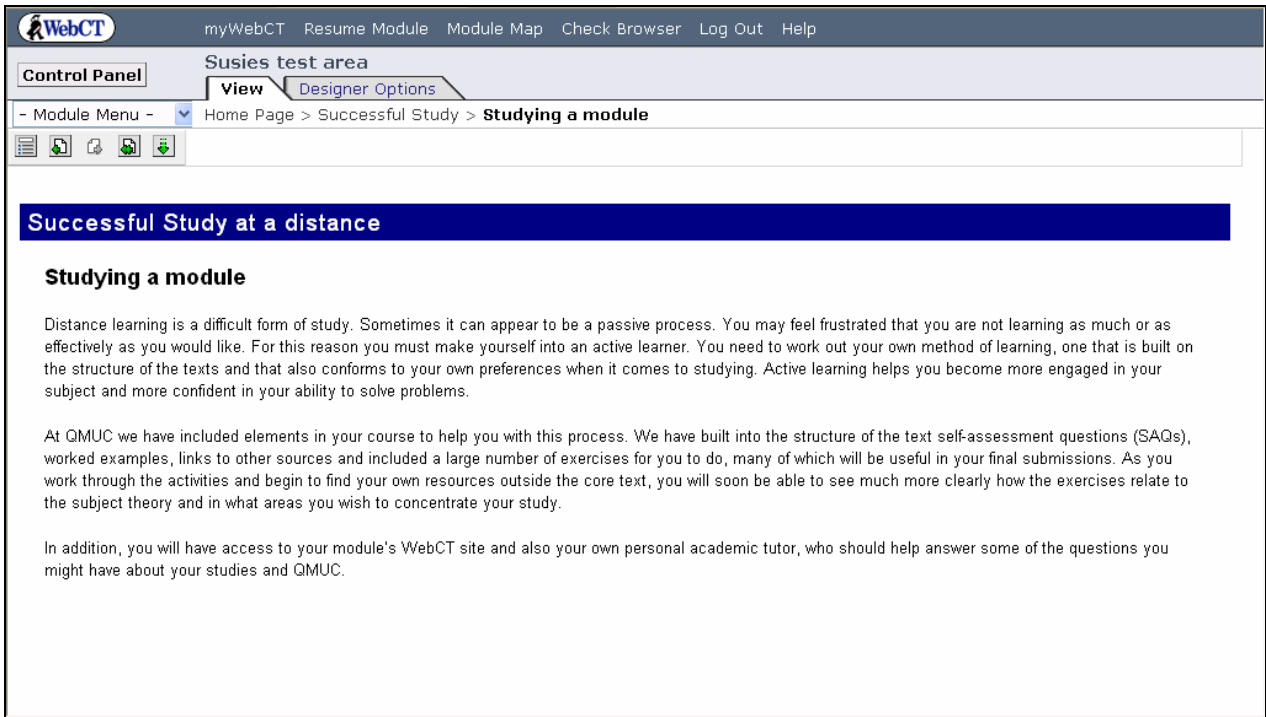 WebCT myWebCT Resume Module Module Map Check Browser Log Out Help
Control Panel
Susies test area
View Designer Options
- Module Menu - Home Page > Successful Study > Studying a module
Successful Study at a distance
Studying a module
Distance learning is a difficult form of study. Sometimes it can appear to be a passive process. You may feel frustrated that you are not learning as much or as
effectively as you would like. For this reason you must make yourself into an active learner. You need to work out your own method of learning, one that is built on
the structure of the texts and that also conforms to your own preferences when it comes to studying. Active learning helps you become more engaged in your
subject and more confident in your ability to solve problems.
At QMUC we have included elements in your course to help you with this process. We have built into the structure of the text self-assessment questions (SAQs),
worked examples, links to other sources and included a large number of exercises for you to do, many of which will be useful in your final submissions. As you
work through the activities and begin to find your own resources outside the core text, you will soon be able to see much more clearly how the exercises relate to
the subject theory and in what areas you wish to concentrate your study.
In addition, you will have access to your module's WebCT site and also your own personal academic tutor, who should help answer some of the questions you
might have about your studies and QMUC.